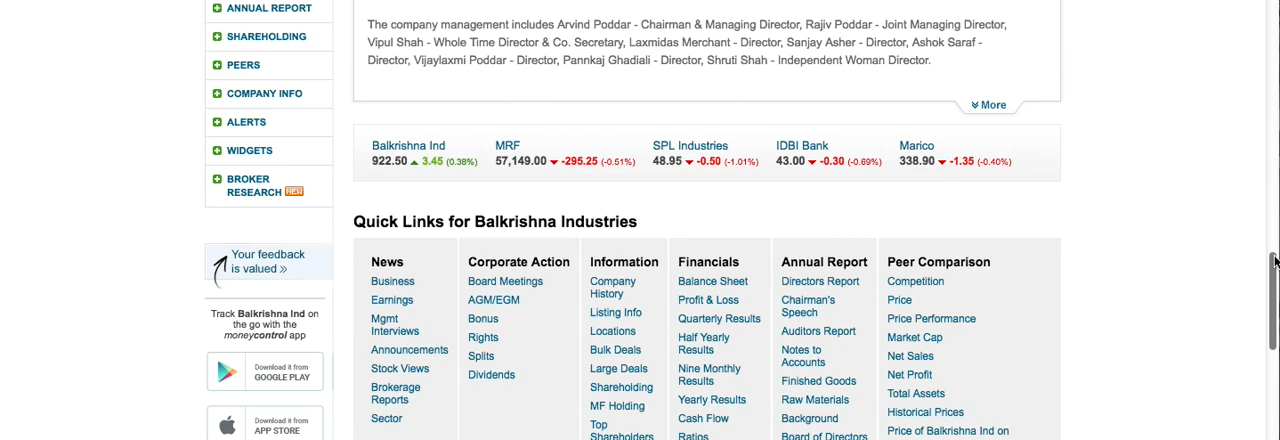 ANNUAL REPORT
SHAREHOLDING
PEERS
COMPANY INFO
ALERTS
WIDGETS
BROKER
RESEARCH NEW
Your feedback
is valued »
Track Balkrishna Ind on
the go with the
moneycontrol app
Download it from
GOOGLE PLAY
Download it from
APP STORE
The company management includes Arvind Poddar - Chairman & Managing Director, Rajiv Poddar - Joint Managing Director,
Vipul Shah - Whole Time Director & Co. Secretary, Laxmidas Merchant - Director, Sanjay Asher - Director, Ashok Saraf -
Director, Vijaylaxmi Poddar - Director, Pannkaj Ghadiali - Director, Shruti Shah - Independent Woman Director.
More
Balkrishna Ind
922.50 3.45 (0.38%)
MRF
57,149.00 -295.25 (-0.51%)
SPL Industries
48.95 -0.50 (-1.01%)
IDBI Bank
43.00 -0.30 (-0.69%)
Marico
338.90 -1.35 (-0.40%)
Quick Links for Balkrishna Industries
News
Business
Earnings
Mgmt
Interviews
Announcements
Stock Views
Brokerage
Reports
Sector
Corporate Action
Board Meetings
AGM/EGM
Bonus
Rights
Splits
Dividends
Information
Company
History
Listing Info
Locations
Bulk Deals
Large Deals
Shareholding
MF Holding
Top
Shareholders
Financials
Balance Sheet
Profit & Loss
Quarterly Results
Half Yearly
Results
Nine Monthly
Results
Yearly Results
Cash Flow
Ratios
Annual Report
Directors Report
Chairman's
Speech
Auditors Report
Notes to
Accounts
Finished Goods
Raw Materials
Background
Board of Directors
Peer Comparison
Competition
Price
Price Performance
Market Cap
Net Sales
Net Profit
Total Assets
Historical Prices
Price of Balkrishna Ind on